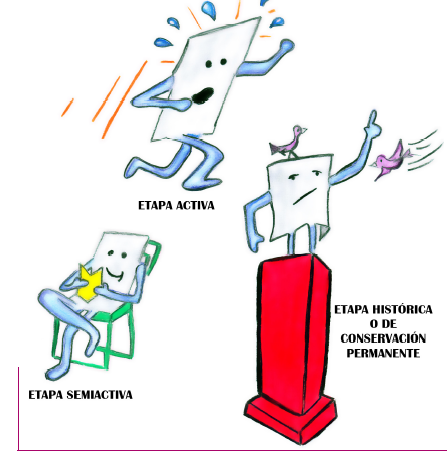 ETAPA ACTIVA
ETAPA HISTÓRICA
O DE
CONSERVACIÓN
PERMANENTE
ETAPA SEMIACTIVA